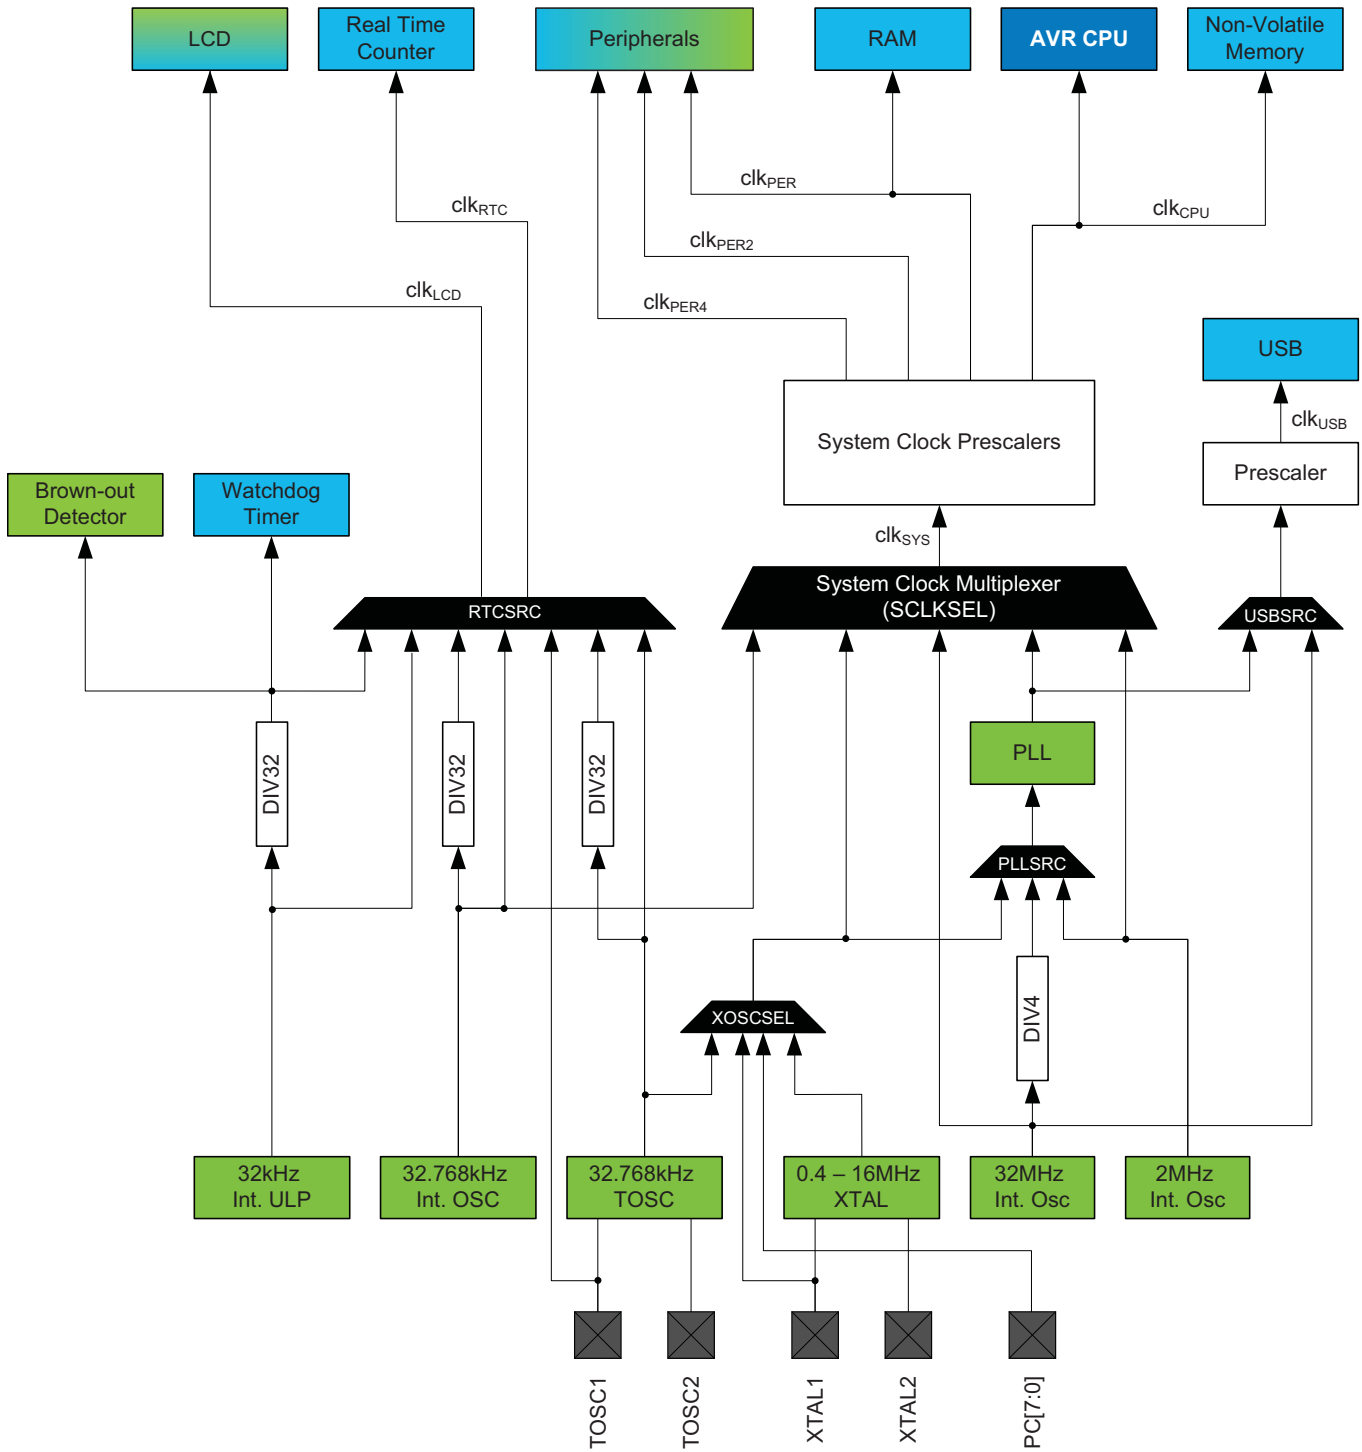 LCD
Real Time
Counter
Peripherals
RAM
AVR CPU
Non-Volatile
Memory
clkPER
clkRTC
clkCPU
clkPER2
clkLCD
clkPER4
USB
clkUSB
System Clock Prescalers
Prescaler
Brown-out
Detector
Watchdog
Timer
clkSYS
RTCSRC
System Clock Multiplexer
(SCLKSEL)
USBSRC
DIV32
DIV32
DIV32
PLL
PLLSRC
DIV4
XOSCSEL
32kHz
Int. ULP
32.768kHz
Int. OSC
32.768kHz
TOSC
0.4 – 16MHz
XTAL
32MHz
Int. Osc
2MHz
Int. Osc
TOSC1
TOSC2
XTAL1
XTAL2
PC[7:0]